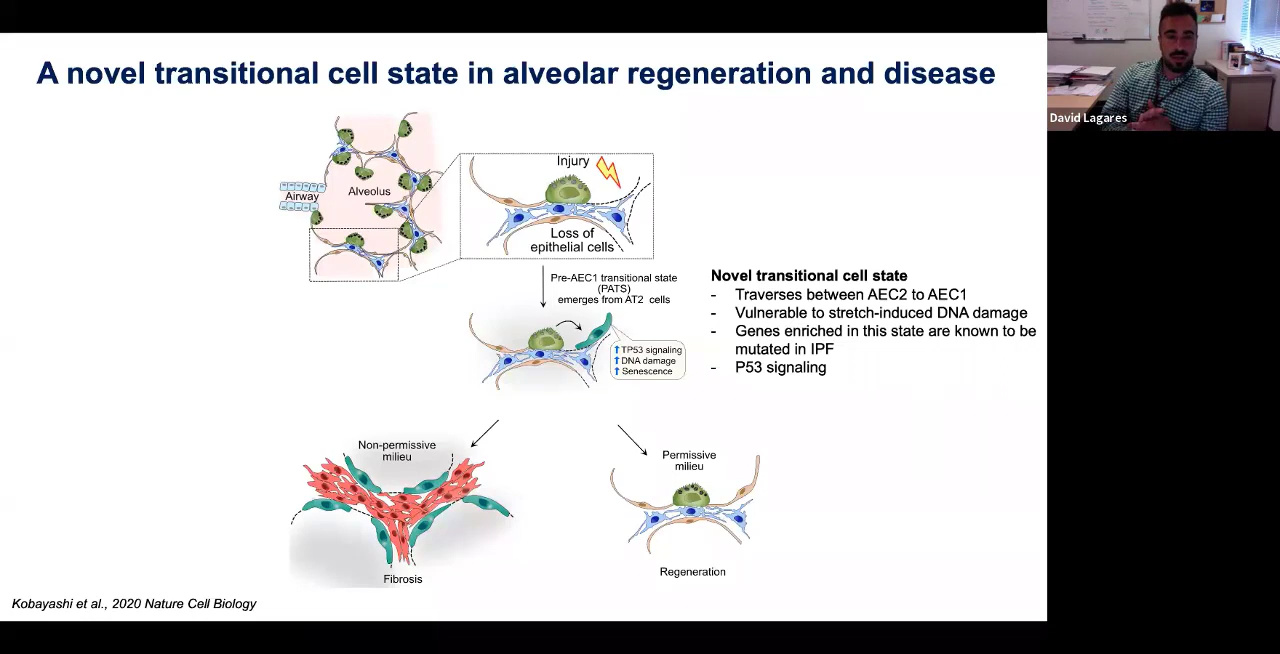 A novel transitional cell state in alveolar regeneration and disease
David Lagares
Airway
Alveolus
Injury
Loss of
epithelial cells
Pre-AEC1 transitional state
(PATS)
emerges from AT2 cells
↑TP53 signaling
↑DNA damage
↑Senescence
Novel transitional cell state
- Traverses between AEC2 to AEC1
- Vulnerable to stretch-induced DNA damage
- Genes enriched in this state are known to be
mutated in IPF
- P53 signaling
Non-permissive
milieu
Fibrosis
Permissive
milieu
Regeneration
Kobayashi et al., 2020 Nature Cell Biology